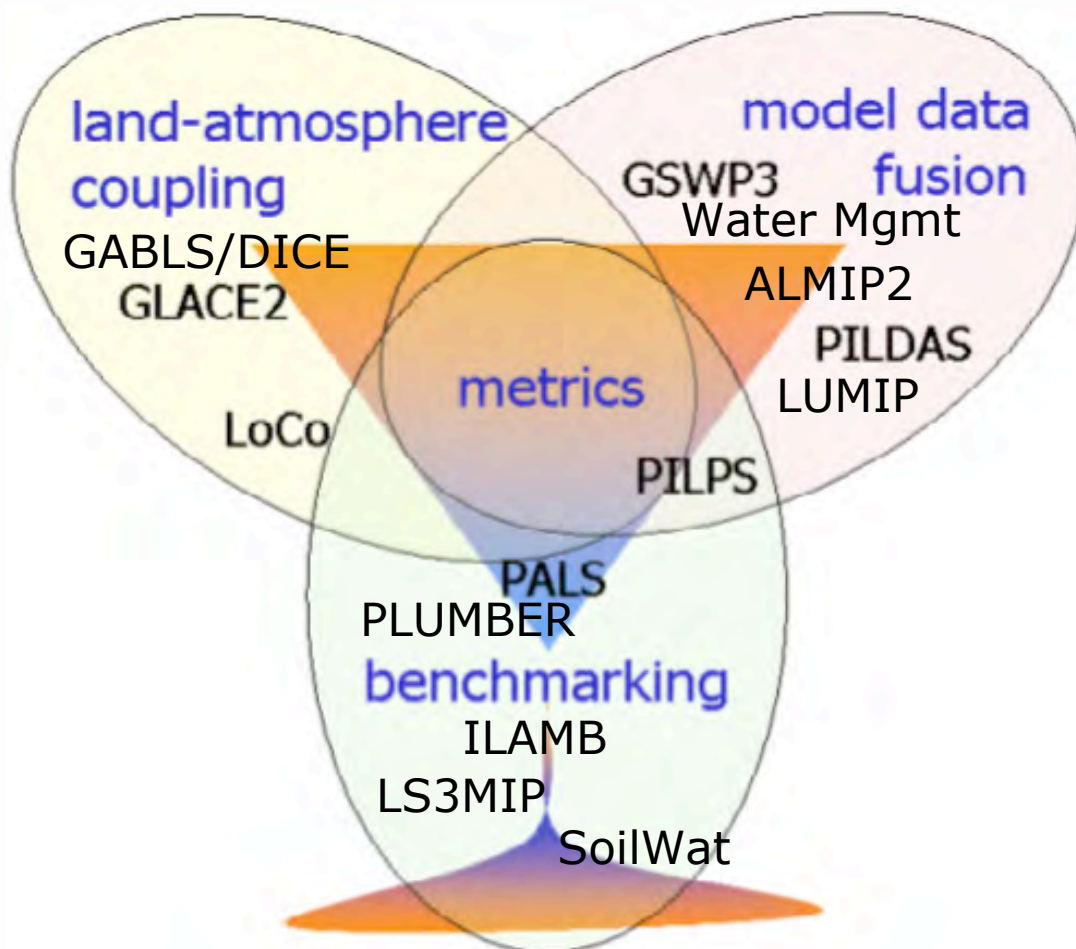 land-atmosphere
coupling
GABLS/DICE
GLACE2
LoCo
model data
fusion
GSWP3
Water Mgmt
ALMIP2
PILDAS
LUMIP
metrics
PILPS
PALS
PLUMBER
benchmarking
ILAMB
LS3MIP
SoilWat